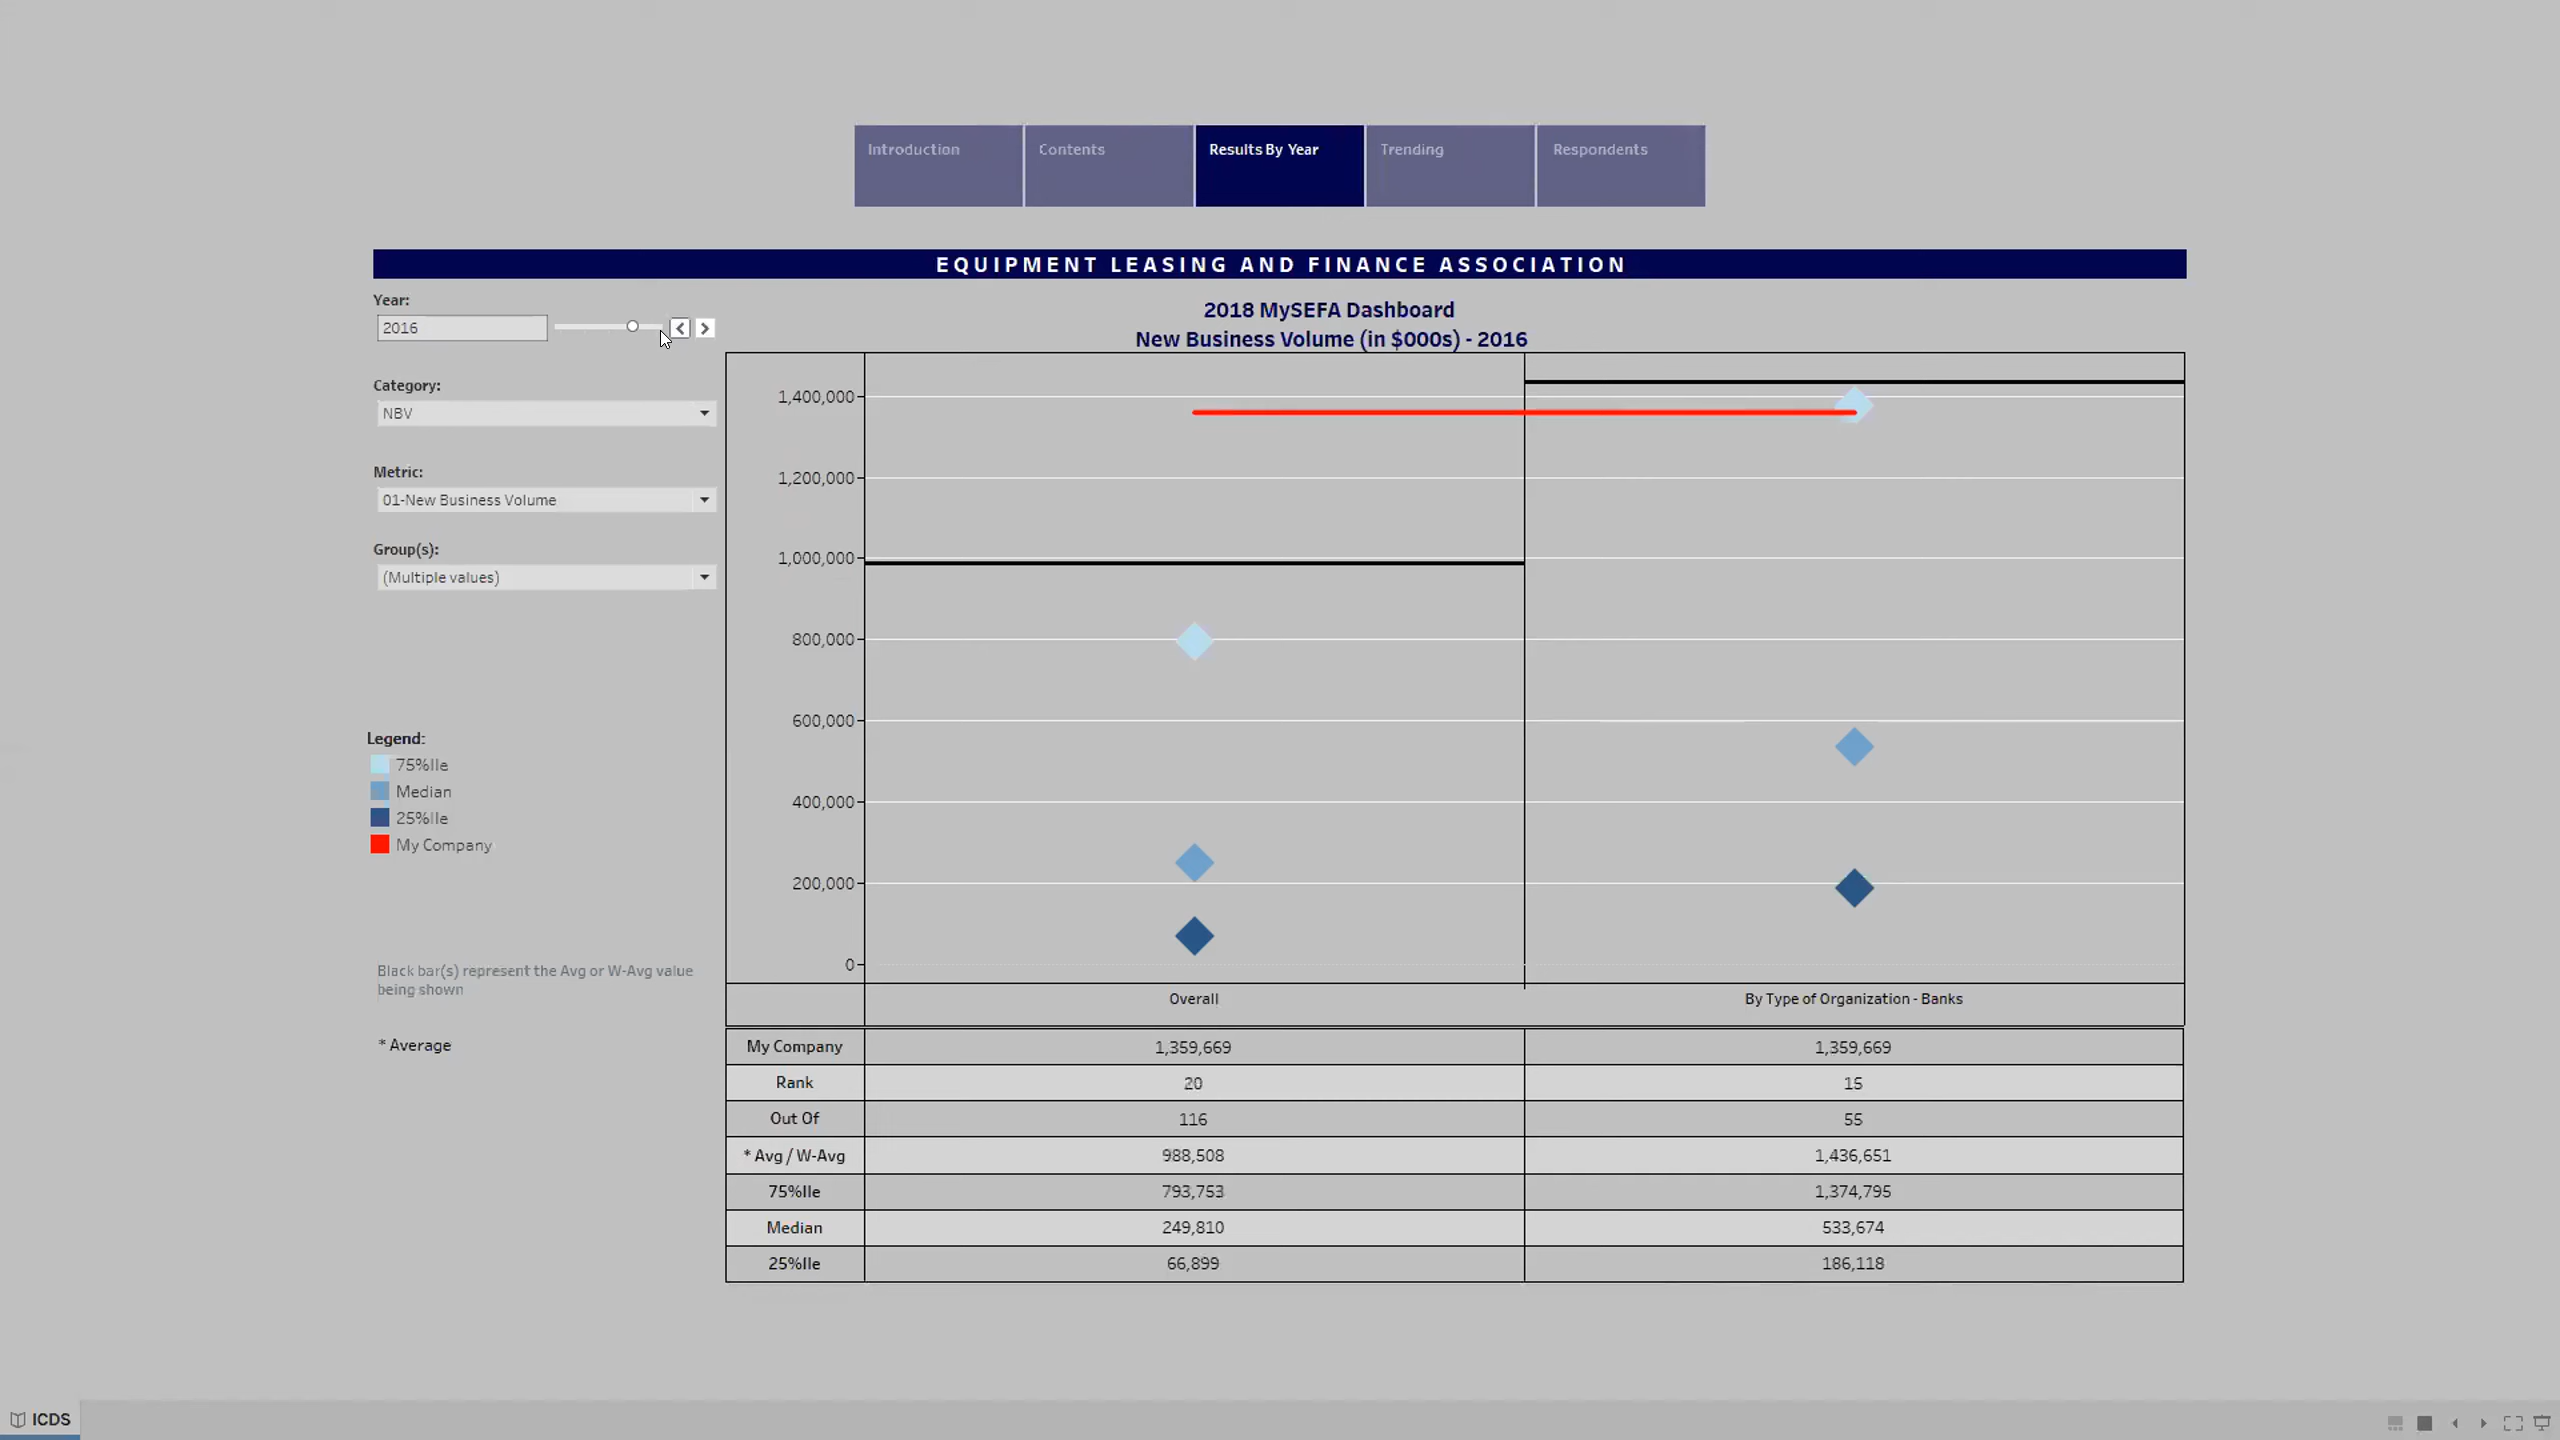 Introduction
Contents
Results By Year
Trending
Respondents
EQUIPMENT LEASING AND FINANCE ASSOCIATION
Year:
2016
Category:
NBV
Metric:
01-New Business Volume
Group(s):
(Multiple values)
Legend:
75%Ile
Median
25%Ile
My Company
Black bar(s) represent the Avg or W-Avg value
being shown
* Average
2018 MySEFA Dashboard
New Business Volume (in $000s) - 2016
1,400,000
1,200,000
1,000,000
800,000
600,000
400,000
200,000
0
Overall
By Type of Organization - Banks
My Company 1,359,669 1,359,669
Rank 20 15
Out Of 116 55
* Avg / W-Avg 988,508 1,436,651
75%Ile 793,753 1,374,795
Median 249,810 533,674
25%Ile 66,899 186,118
ICDS